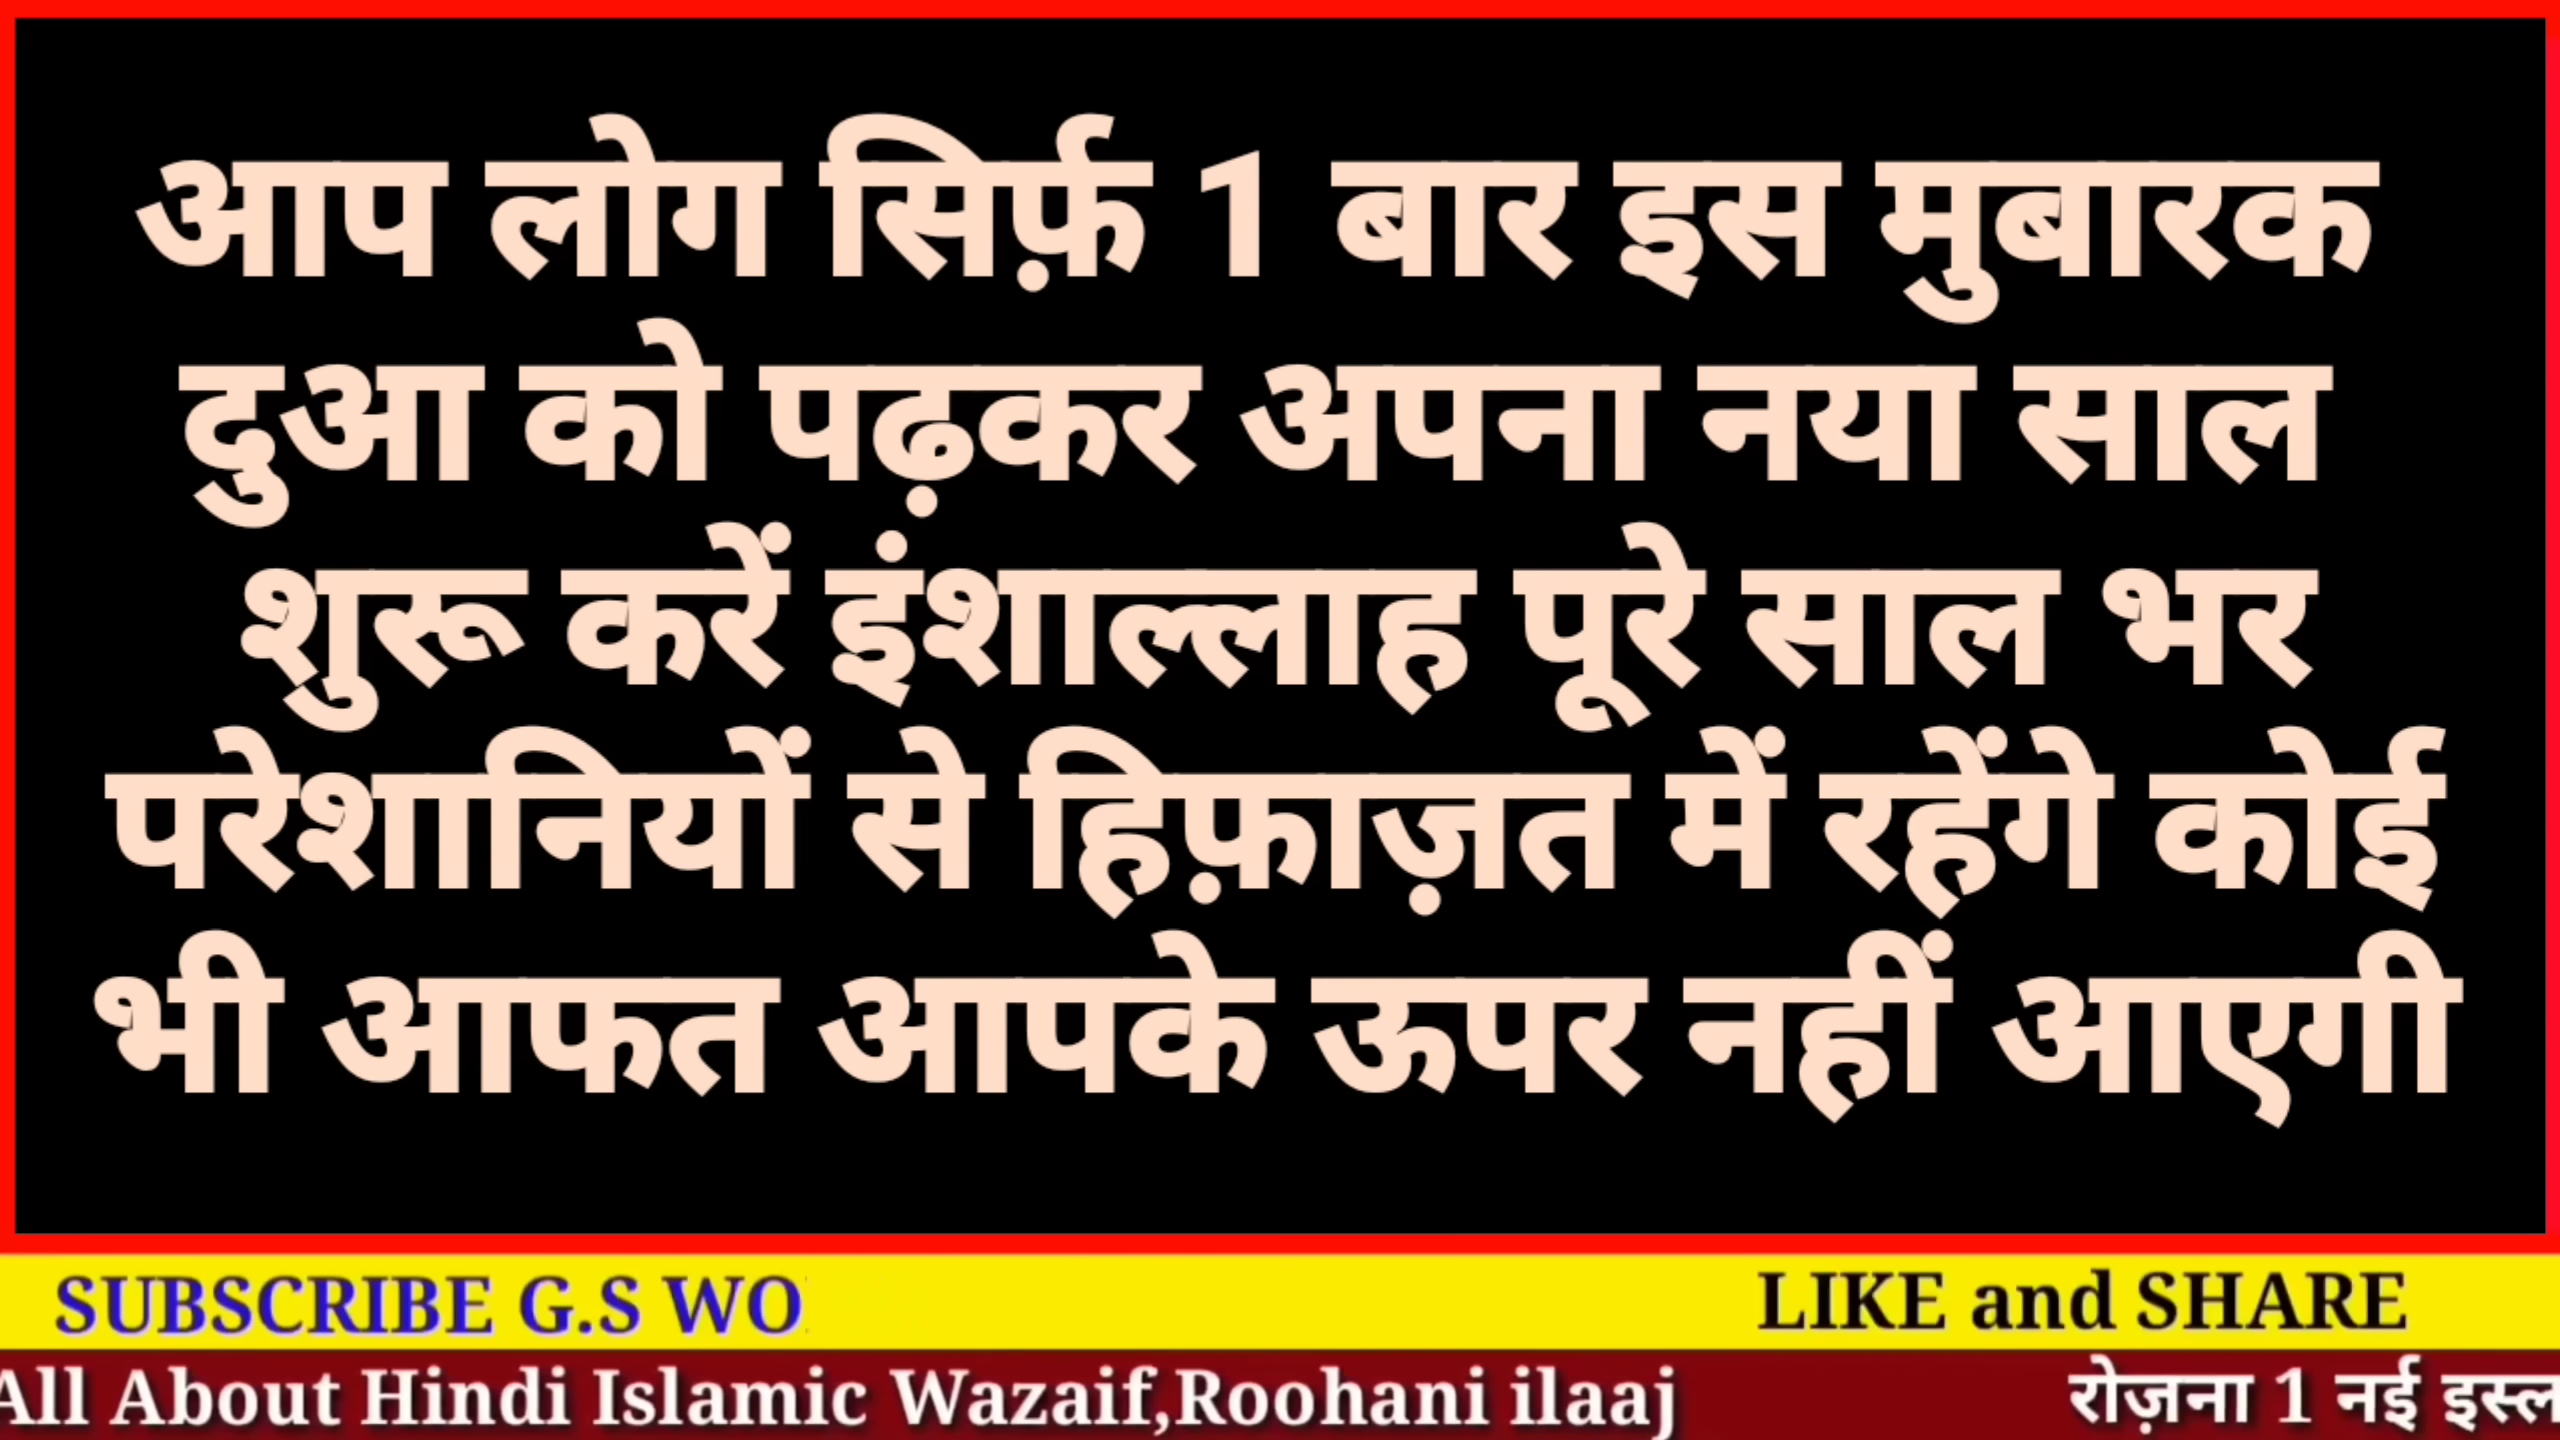 आप लोग सिर्फ़ 1 बार इस मुबारक
दुआ को पढ़कर अपना नया साल
शुरू करें इंशाल्लाह पूरे साल भर
परेशानियों से हिफ़ाज़त में रहेंगे कोई
भी आफत आपके ऊपर नहीं आएगी
SUBSCRIBE G.S WO
LIKE and SHARE
All About Hindi Islamic Wazaif,Roohani ilaaj
रोज़ना 1 नई